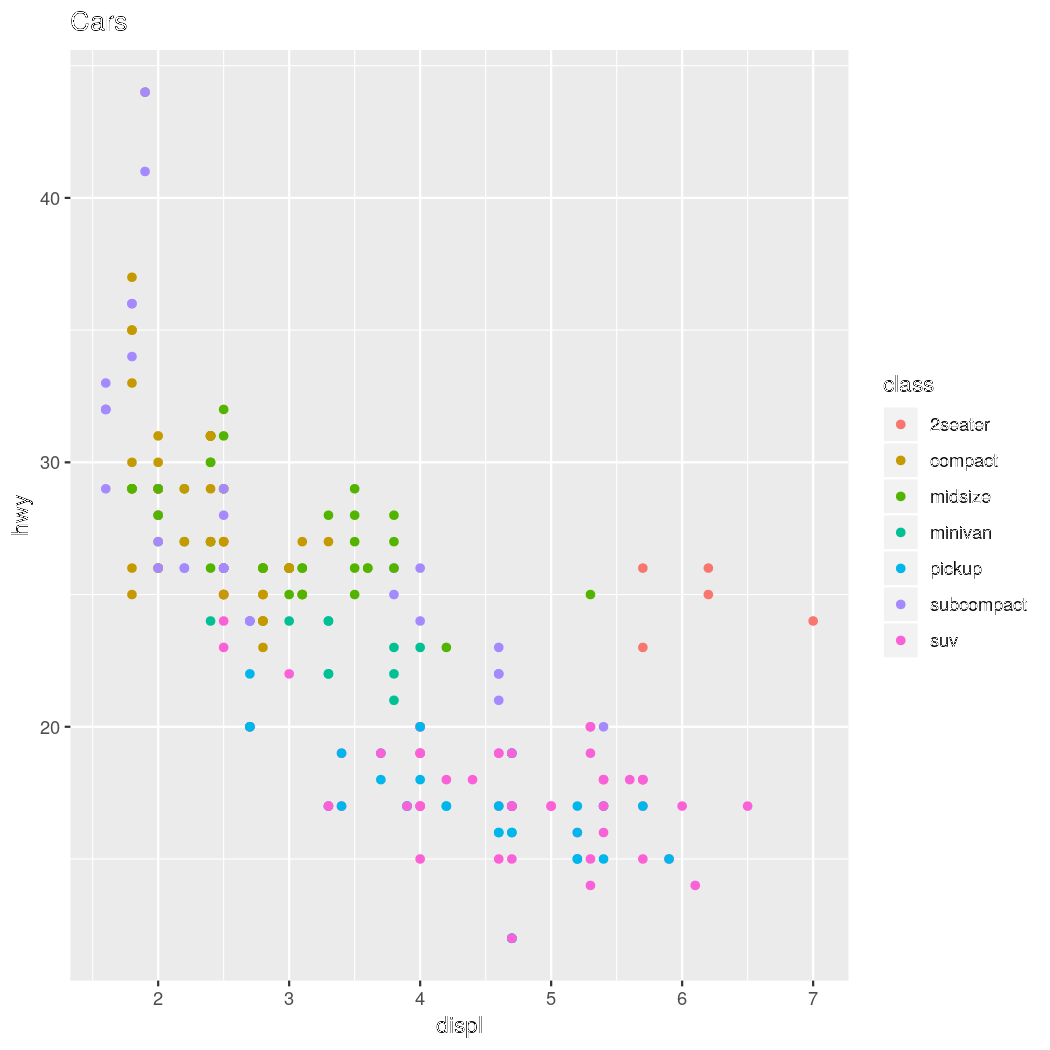 Cars
40
30
20
hwy
2 3 4 5 6 7
displ
class
2seater
compact
midsize
minivan
pickup
subcompact
suv